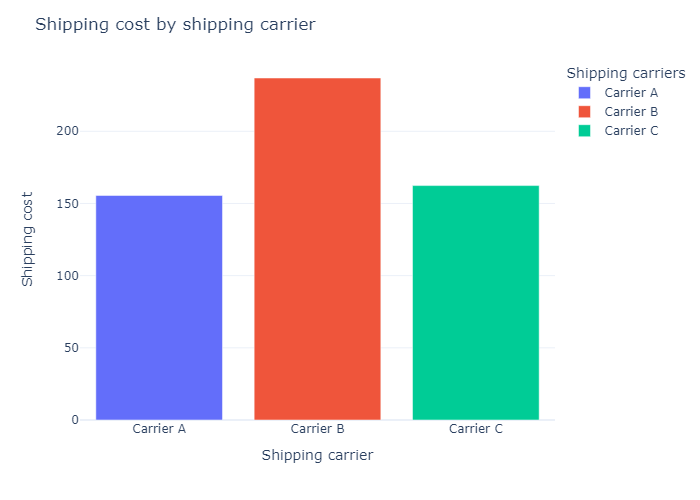 Shipping cost by shipping carrier
Shipping carriers
Carrier A
Carrier B
Carrier C
200
150
100
50
0
Shipping cost
Carrier A
Carrier B
Carrier C
Shipping carrier